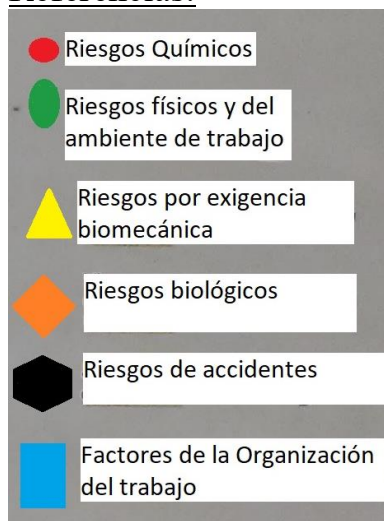 Riesgos Químicos
Riesgos físicos y del
ambiente de trabajo
Riesgos por exigencia
biomecánica
Riesgos biológicos
Riesgos de accidentes
Factores de la Organización
del trabajo